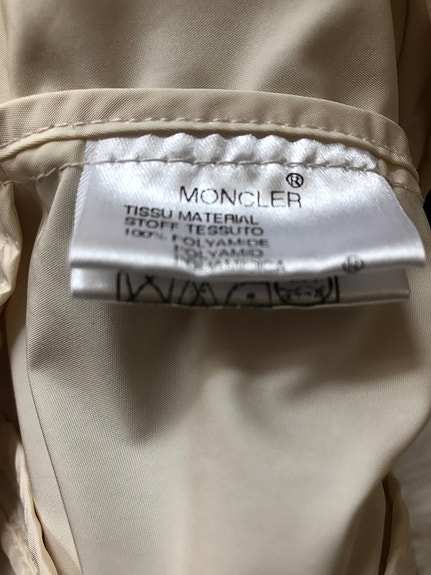 MONCLER®
TISSU MATERIAL
STOFF TESSUTO
100% POLYAMIDE
POLYAMID